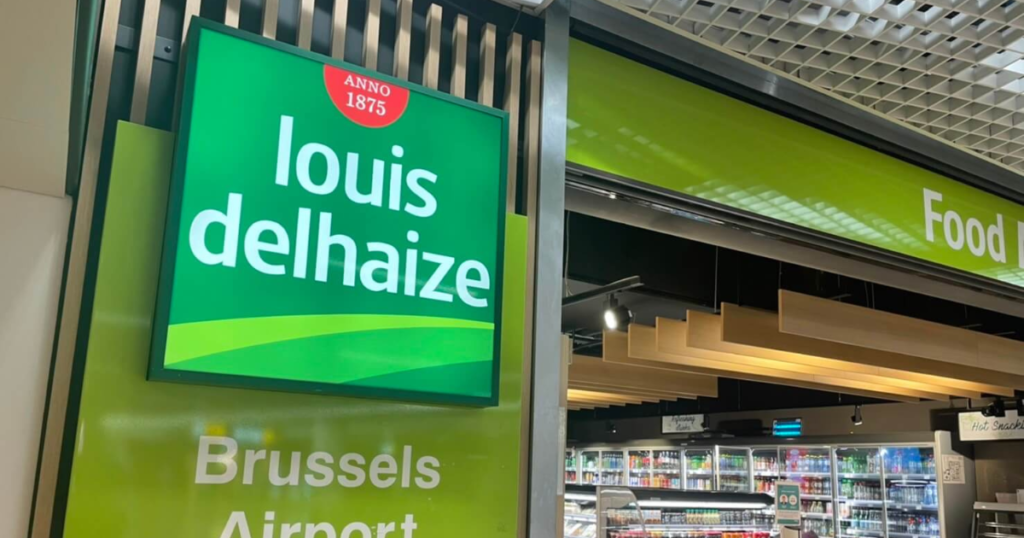 ANNO
1875
louis
delhaize
Brussels
Airport
Food
Hot Snacks